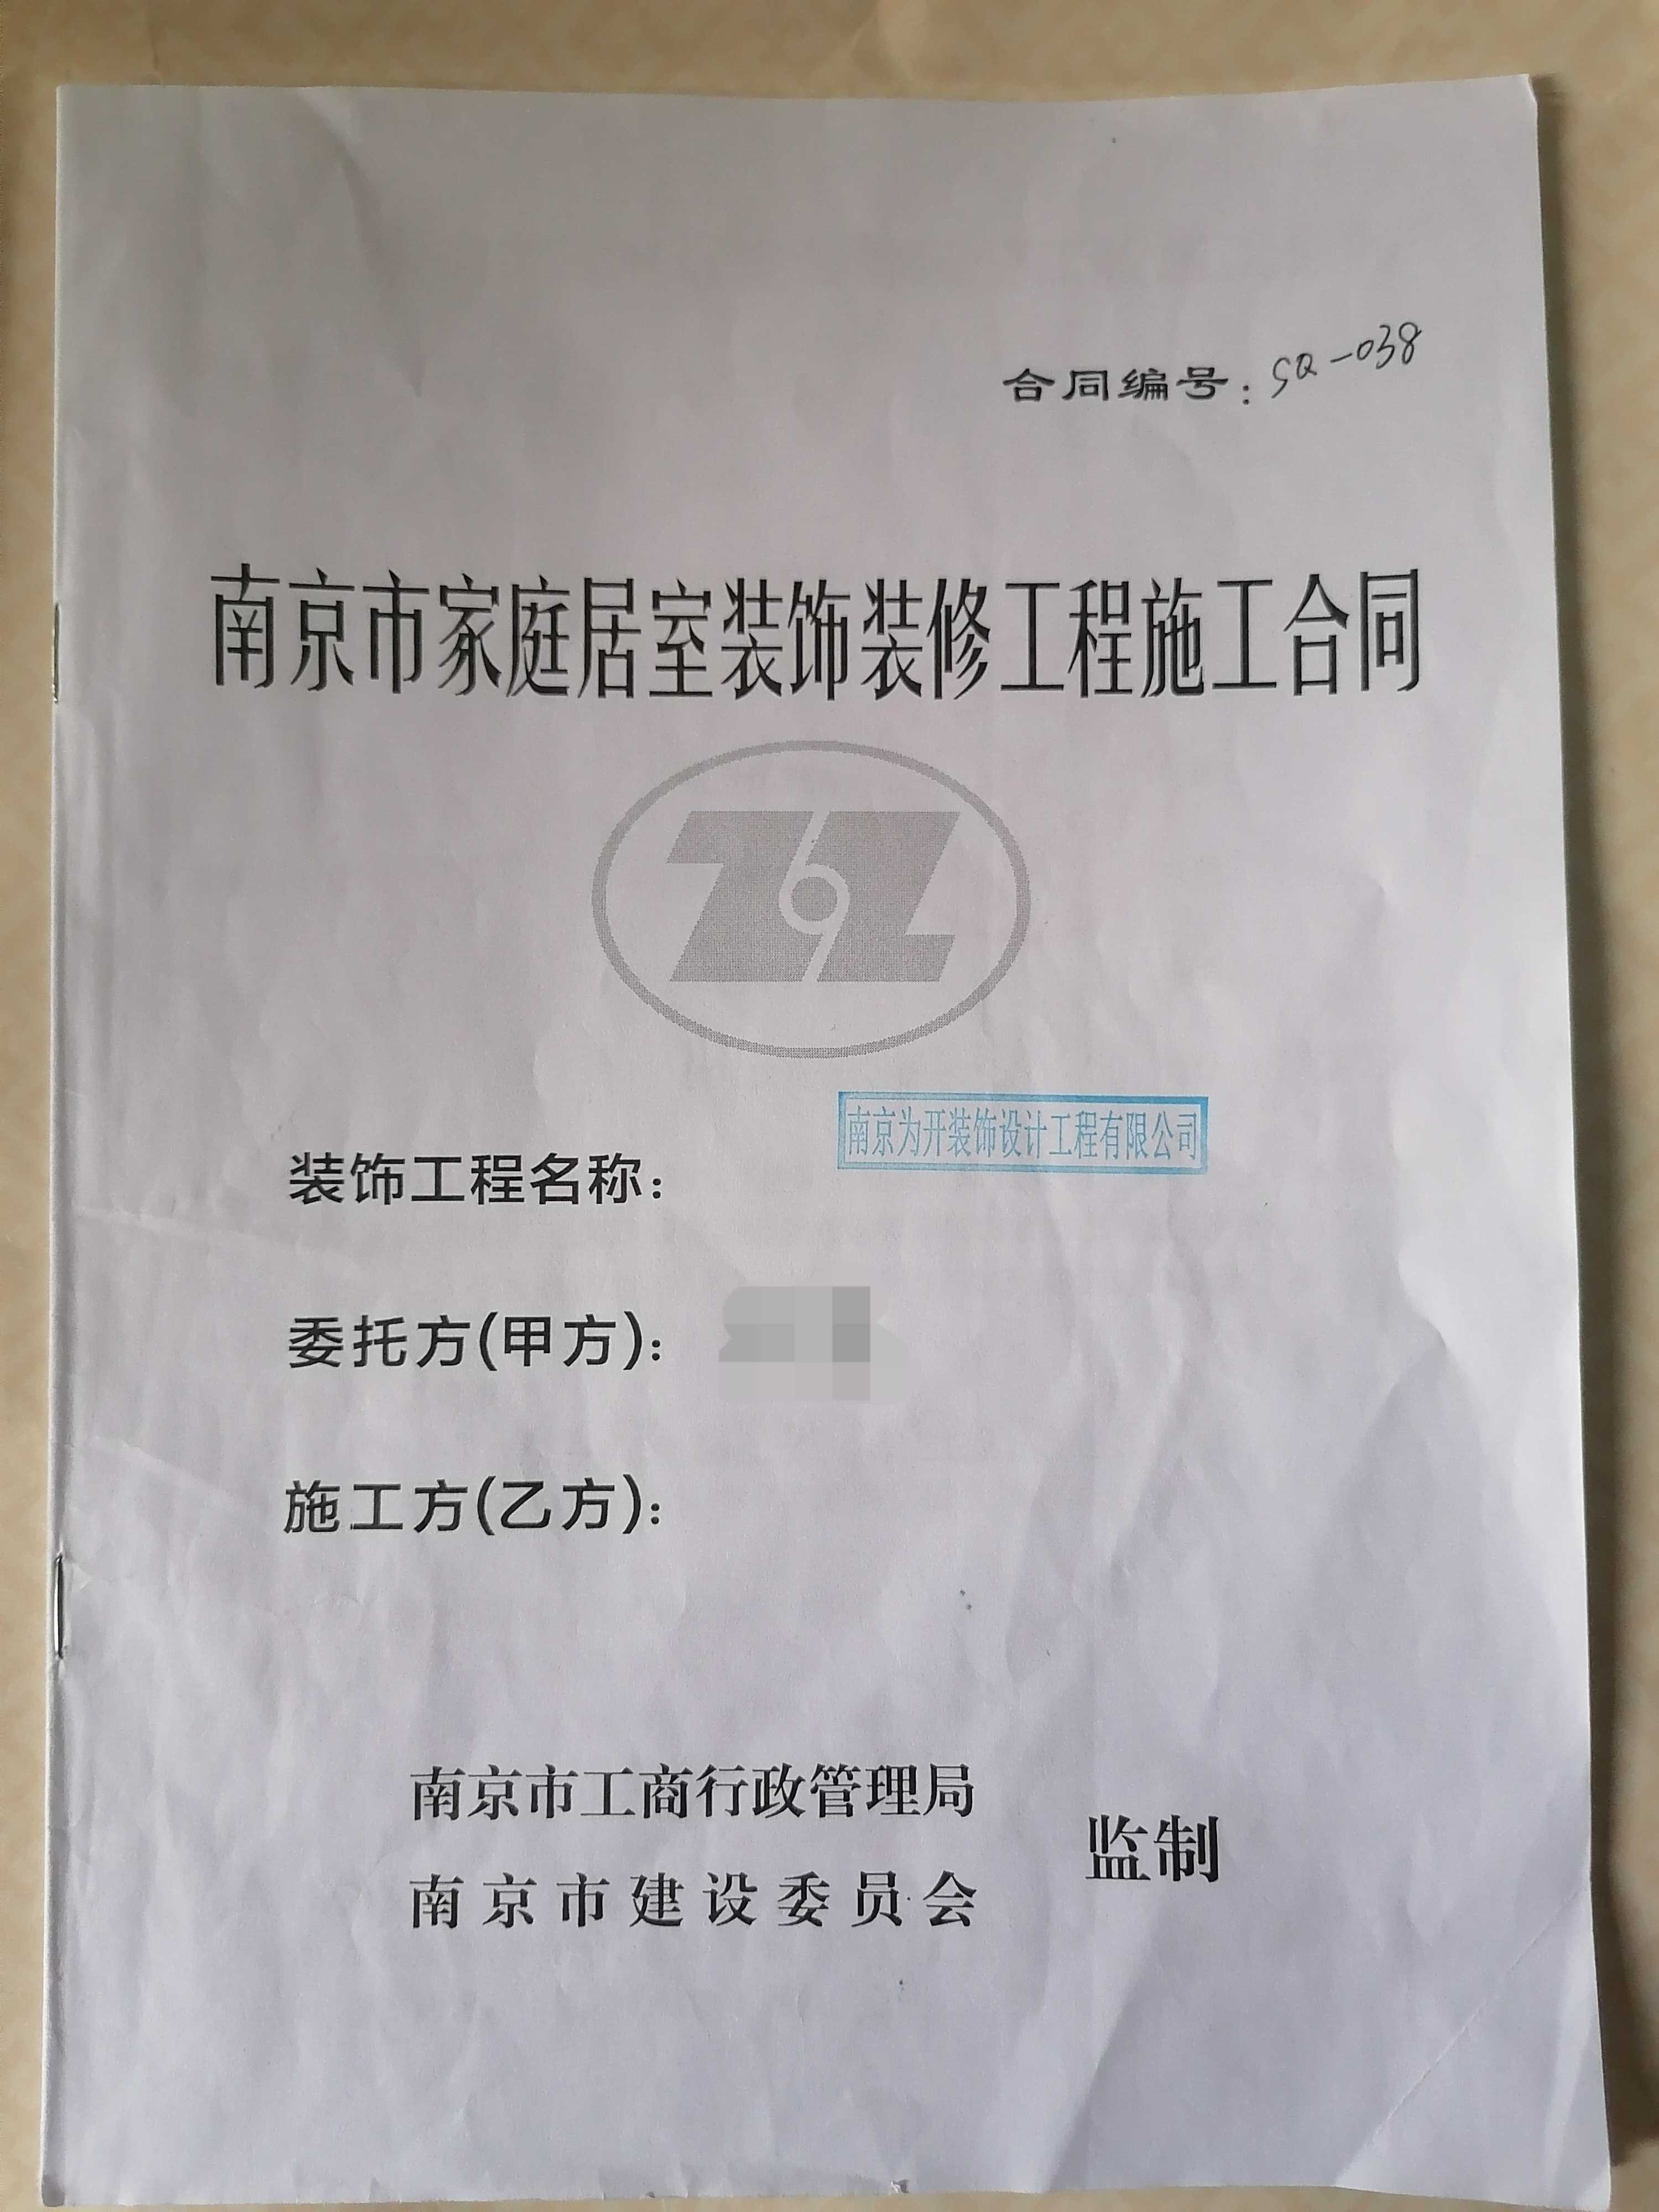 合同编号：SQ-038
南京市家庭居室装饰装修工程施工合同
南京为开装饰设计工程有限公司
装饰工程名称：
委托方(甲方)：
施工方(乙方)：
南京市工商行政管理局
南京市建设委员会
监制